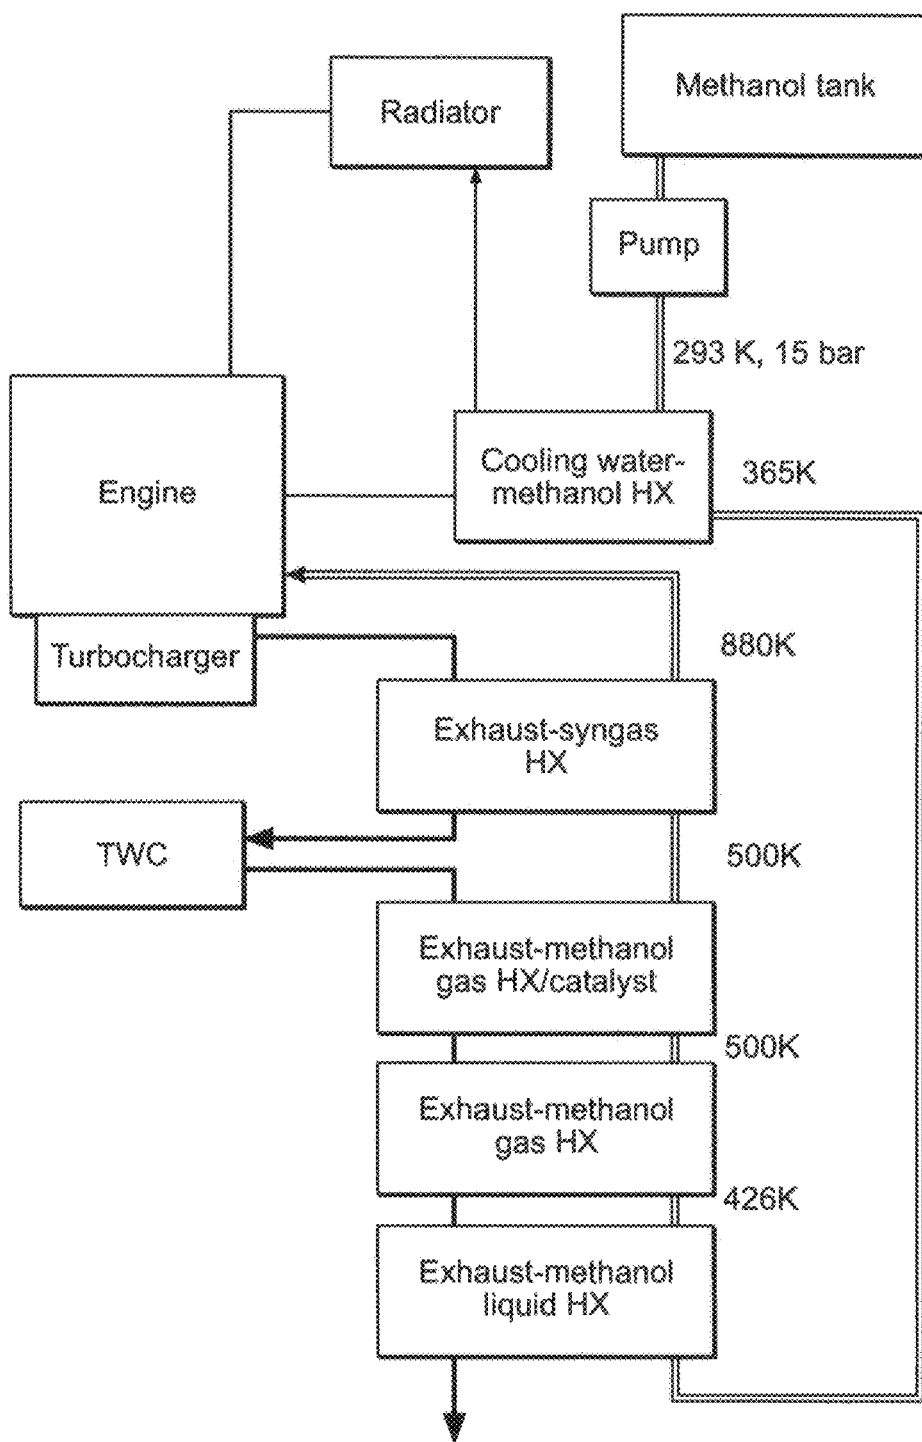 Methanol tank
Radiator
Pump
293 K, 15 bar
Engine
Cooling water-
methanol HX
365K
Turbocharger
880K
Exhaust-syngas
HX
TWC
500K
Exhaust-methanol
gas HX/catalyst
500K
Exhaust-methanol
gas HX
426K
Exhaust-methanol
liquid HX